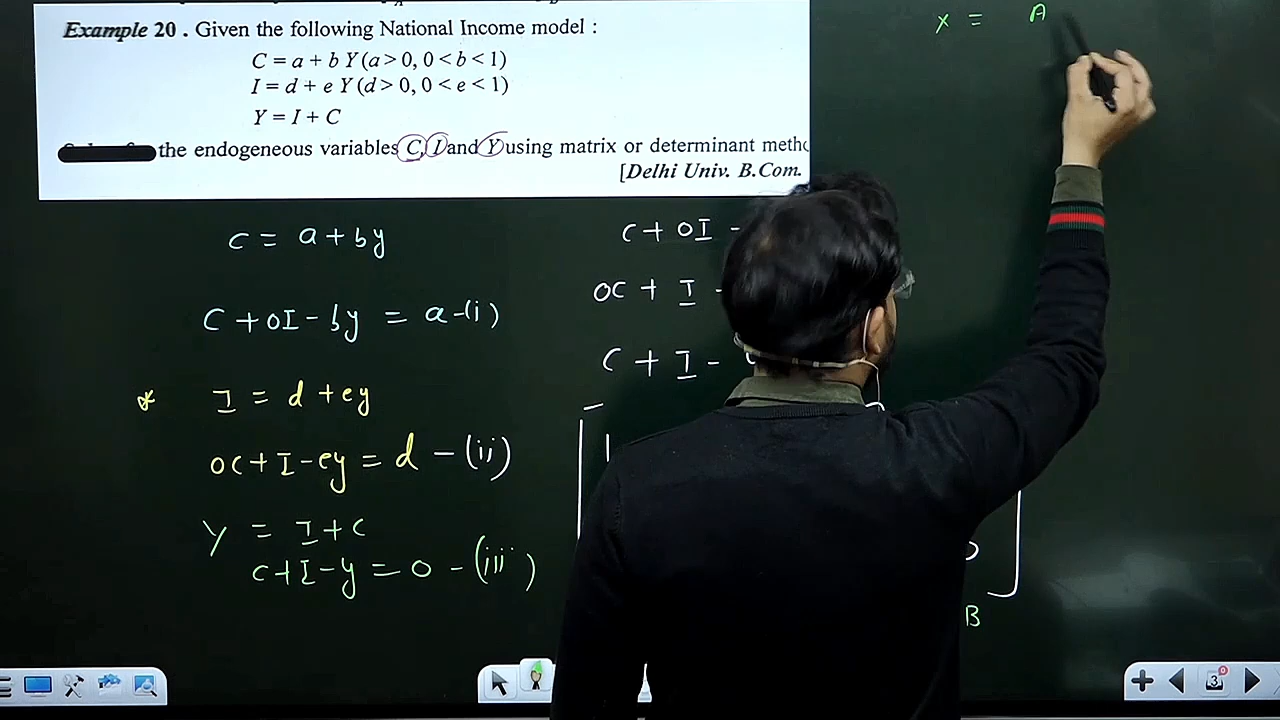 Example 20 . Given the following National Income model :
C = a + b Y (a > 0, 0 < b < 1)
I = d + e Y (d > 0, 0 < e < 1)
Y = I + C
the endogeneous variables C, I and Y using matrix or determinant
[Delhi Univ. B.Com.
x = A
c = a + by
C + 0I - by = a -(i)
I = d + ey
0C + I - ey = d - (ii)
Y = I + C
C + I - y = 0 - (iii)
C + 0I -
0C + I -
C + I -
B
3